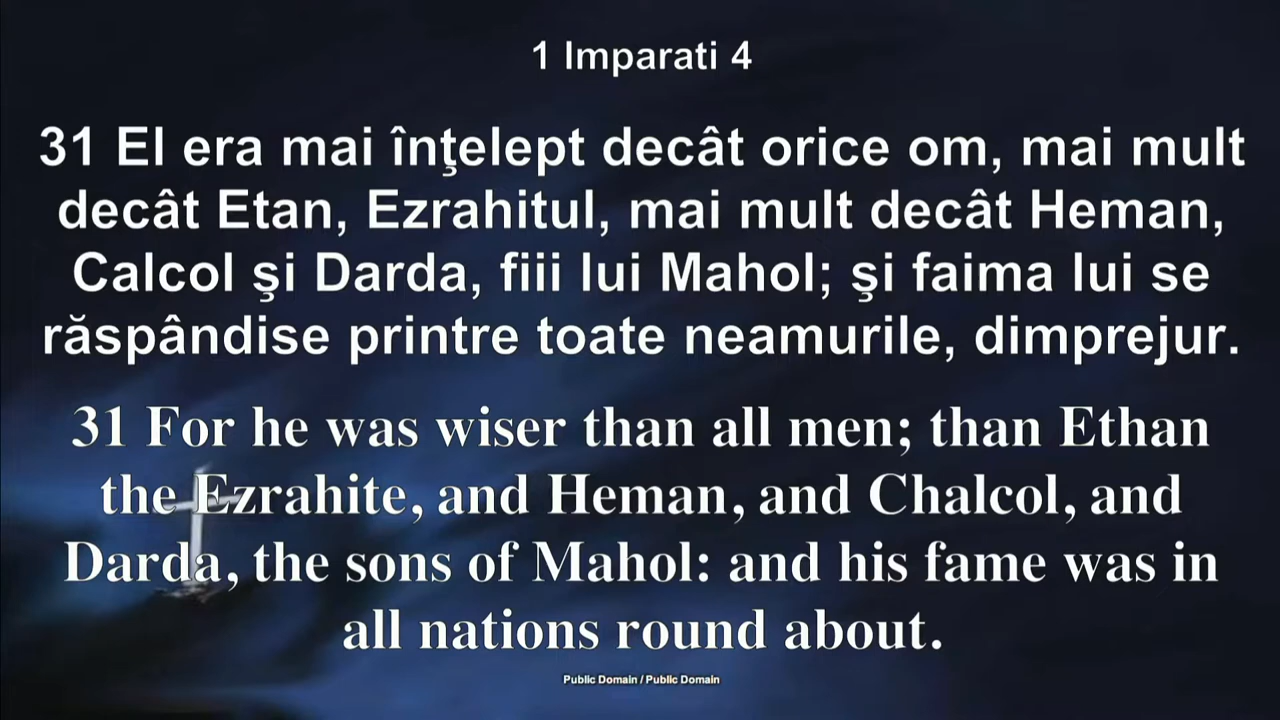 1 Imparati 4
31 El era mai înţelept decât orice om, mai mult
decât Etan, Ezrahitul, mai mult decât Heman,
Calcol şi Darda, fiii lui Mahol; şi faima lui se
răspândise printre toate neamurile, dimprejur.
31 For he was wiser than all men; than Ethan
the Ezrahite, and Heman, and Chalcol, and
Darda, the sons of Mahol: and his fame was in
all nations round about.
Public Domain / Public Domain